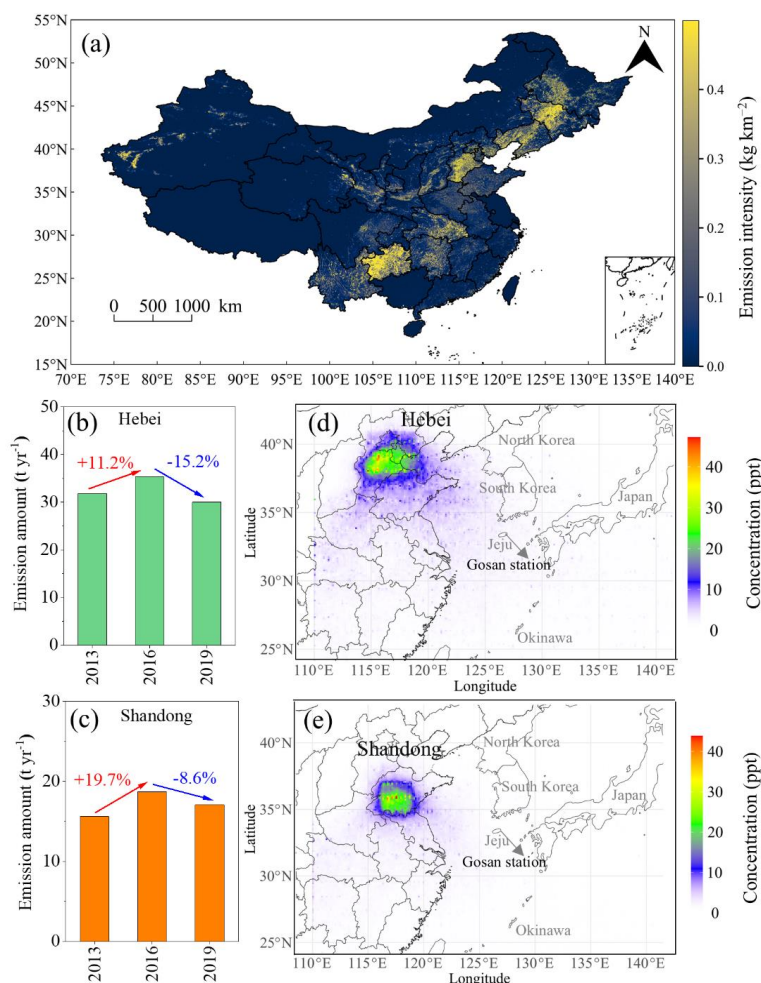 (a)
N
55°N
50°N
45°N
40°N
35°N
30°N
25°N
20°N
15°N
70°E 75°E 80°E 85°E 90°E 95°E 100°E 105°E 110°E 115°E 120°E 125°E 130°E 135°E 140°E
0 500 1000 km
0.4
0.3
0.2
0.1
0.0
Emission intensity (kg km⁻²)
(b) Hebei
+11.2% -15.2%
50
40
30
20
10
0
Emission amount (t yr⁻¹)
2013 2016 2019
(d) Hebei
North Korea
South Korea
Japan
Jeju
Gosan station
Okinawa
40°N
35°N
30°N
25°N
Latitude
110°E 115°E 120°E 125°E 130°E 135°E 140°E
Longitude
40
30
20
10
0
Concentration (ppt)
(c) Shandong
+19.7% -8.6%
30
20
10
0
Emission amount (t yr⁻¹)
2013 2016 2019
(e)
Shandong
North Korea
South Korea
Japan
Jeju
Gosan station
Okinawa
40°N
35°N
30°N
25°N
Latitude
110°E 115°E 120°E 125°E 130°E 135°E 140°E
Longitude
40
30
20
10
0
Concentration (ppt)